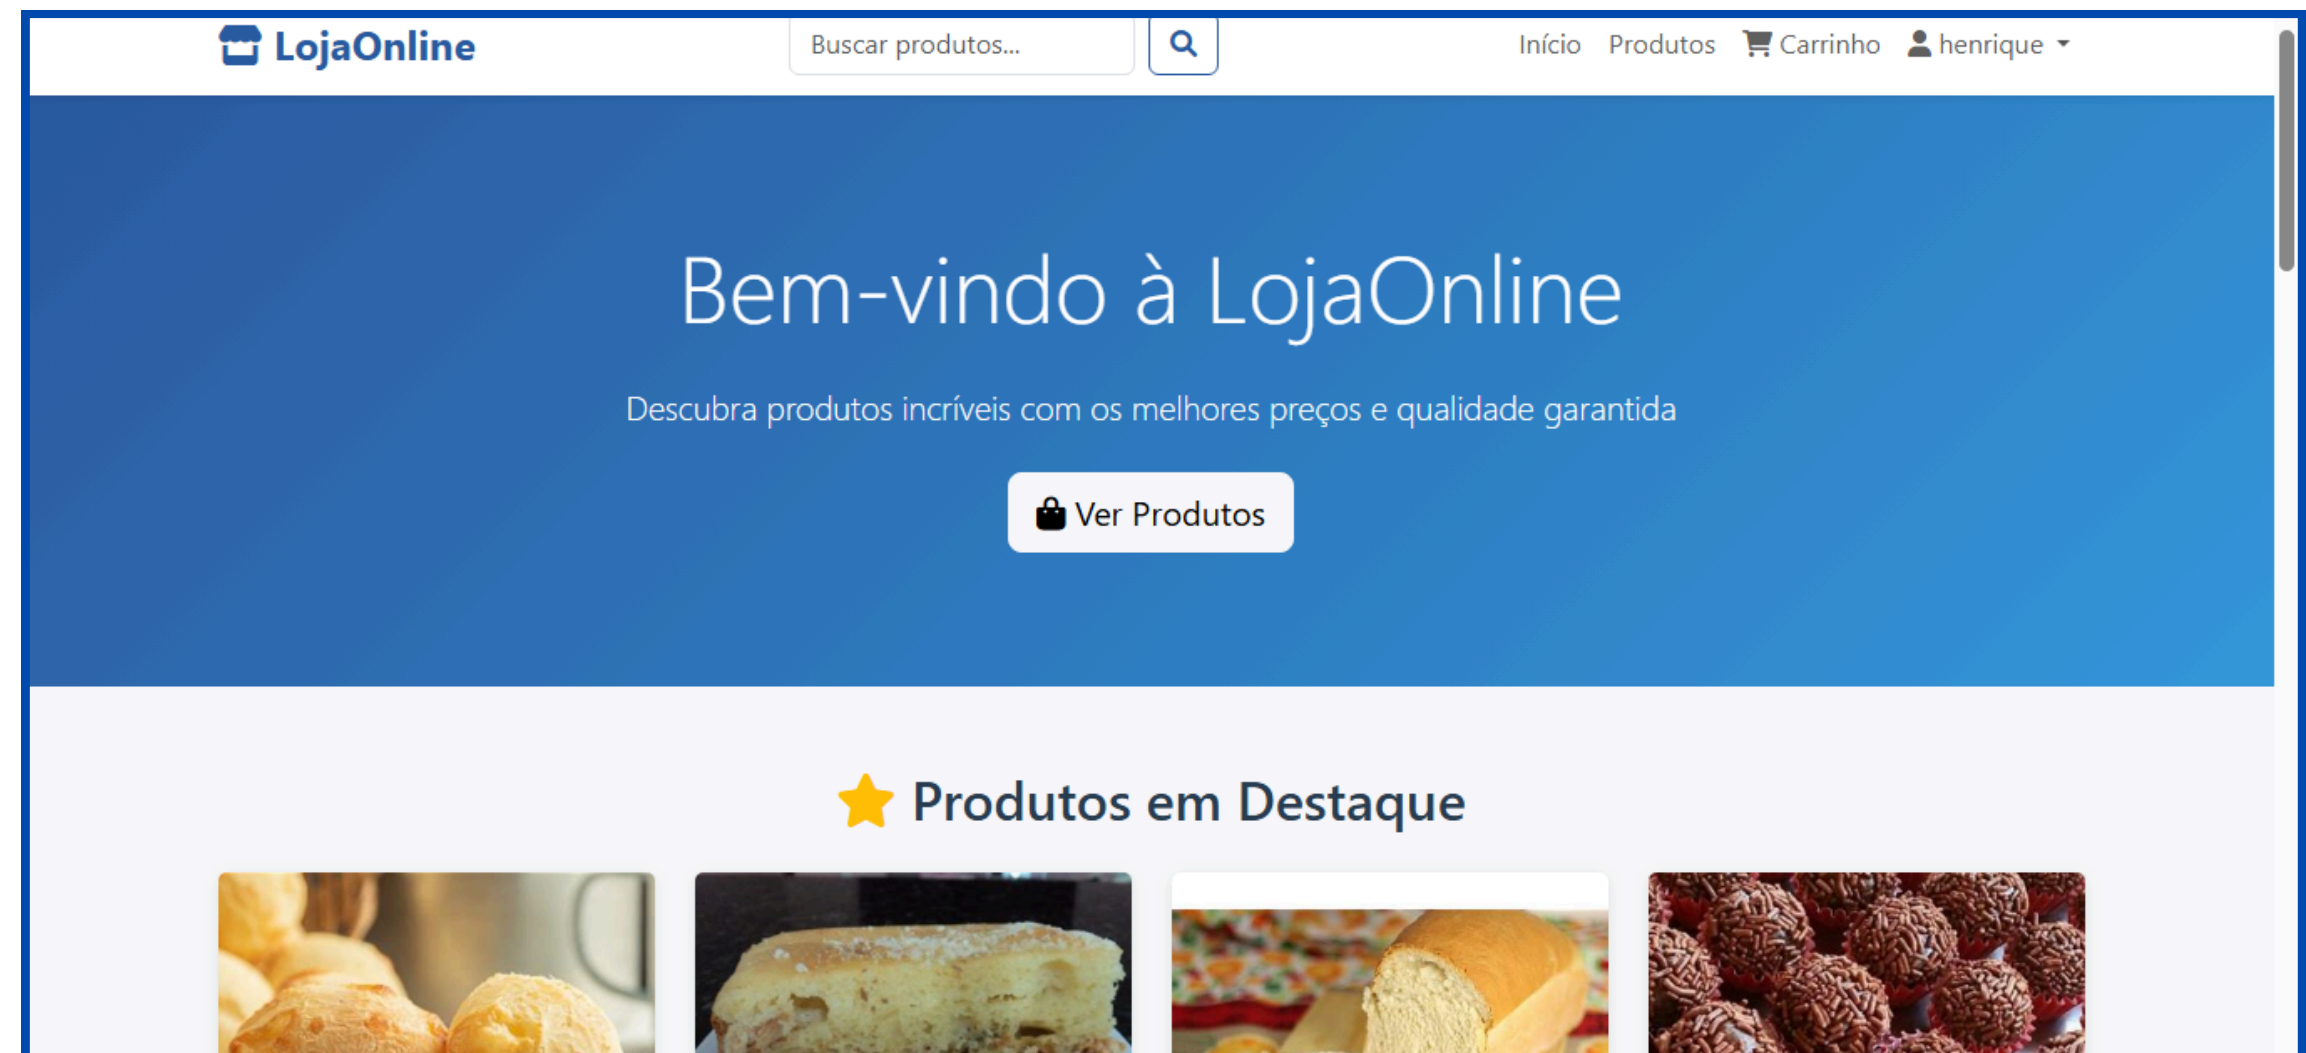 LojaOnline
Buscar produtos...
Início Produtos Carrinho henrique
Bem-vindo à LojaOnline
Descubra produtos incríveis com os melhores preços e qualidade garantida
Ver Produtos
Produtos em Destaque